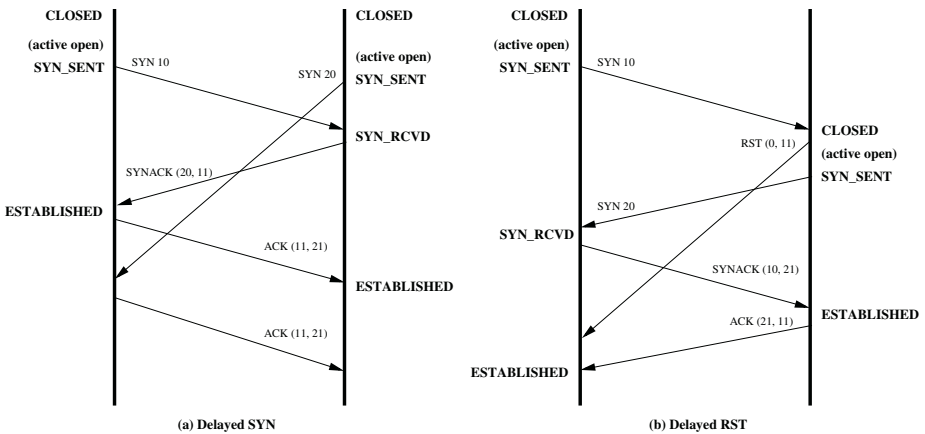 CLOSED
(active open)
SYN_SENT
SYN 10
CLOSED
(active open)
SYN 20
SYN_SENT
SYN_RCVD
SYNACK (20, 11)
ESTABLISHED
ACK (11, 21)
ESTABLISHED
ACK (11, 21)
(a) Delayed SYN
CLOSED
(active open)
SYN_SENT
SYN 10
CLOSED
CLOSED
RST (0, 11)
(active open)
SYN_SENT
SYN 20
SYN_RCVD
SYNACK (10, 21)
ESTABLISHED
ACK (21, 11)
ESTABLISHED
(b) Delayed RST